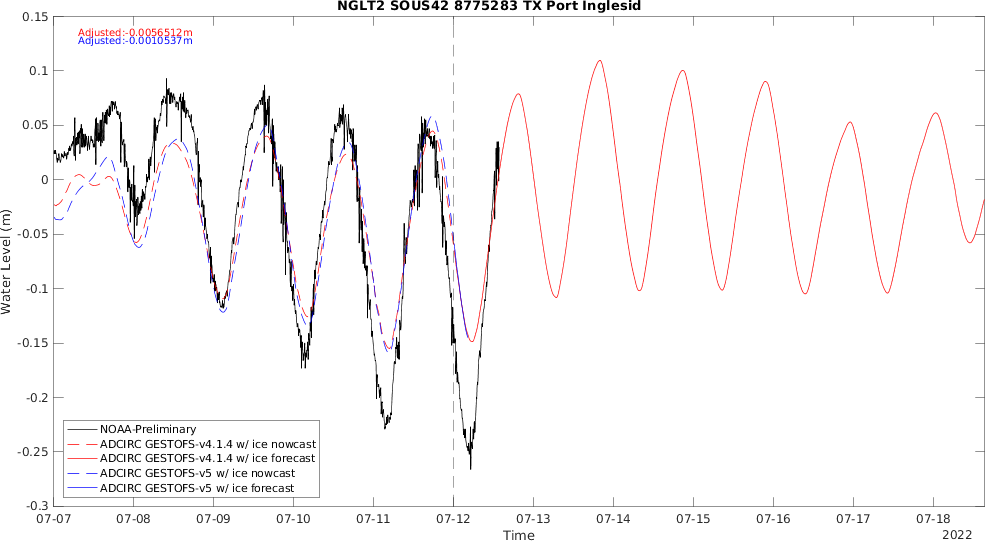 NGLT2 SOUS42 8775283 TX Port Inglesid
Adjusted:-0.0056512m
Adjusted:-0.0010537m
0.15
0.1
0.05
0
-0.05
-0.1
-0.15
-0.2
-0.25
-0.3
Water Level (m)
NOAA-Preliminary
ADCIRC GESTOFS-v4.1.4 w/ ice nowcast
ADCIRC GESTOFS-v4.1.4 w/ ice forecast
ADCIRC GESTOFS-v5 w/ ice nowcast
ADCIRC GESTOFS-v5 w/ ice forecast
07-07 07-08 07-09 07-10 07-11 07-12 07-13 07-14 07-15 07-16 07-17 07-18
Time
2022